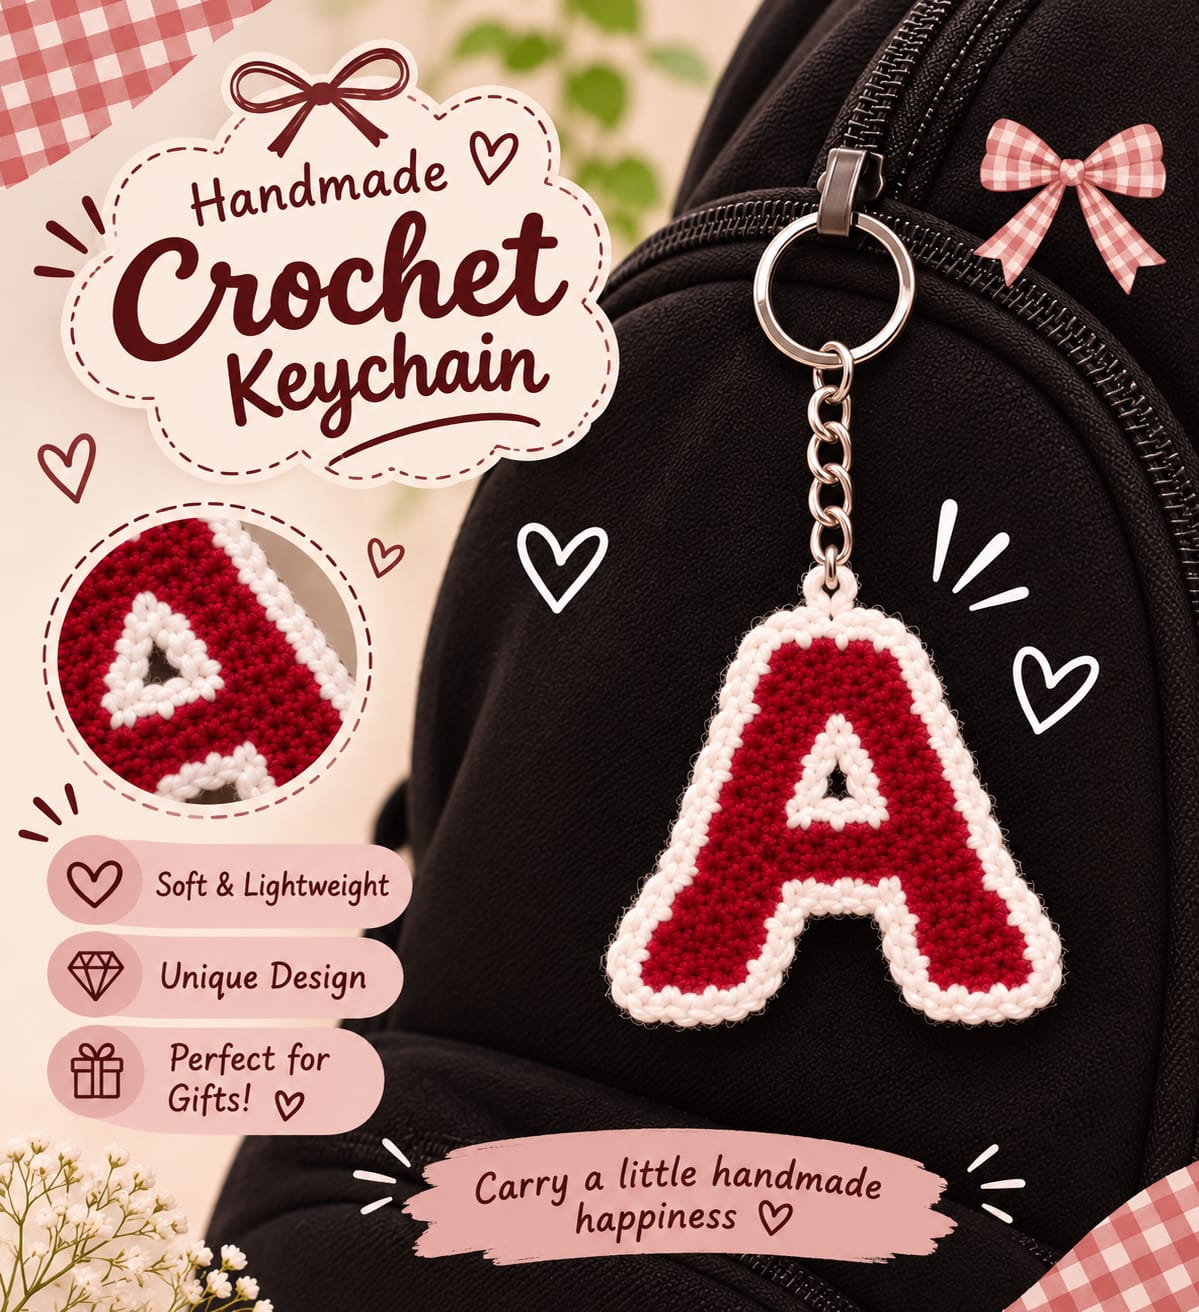 Handmade
Crochet
Keychain
A
Soft & Lightweight
Unique Design
Perfect for
Gifts!
Carry a little handmade
happiness